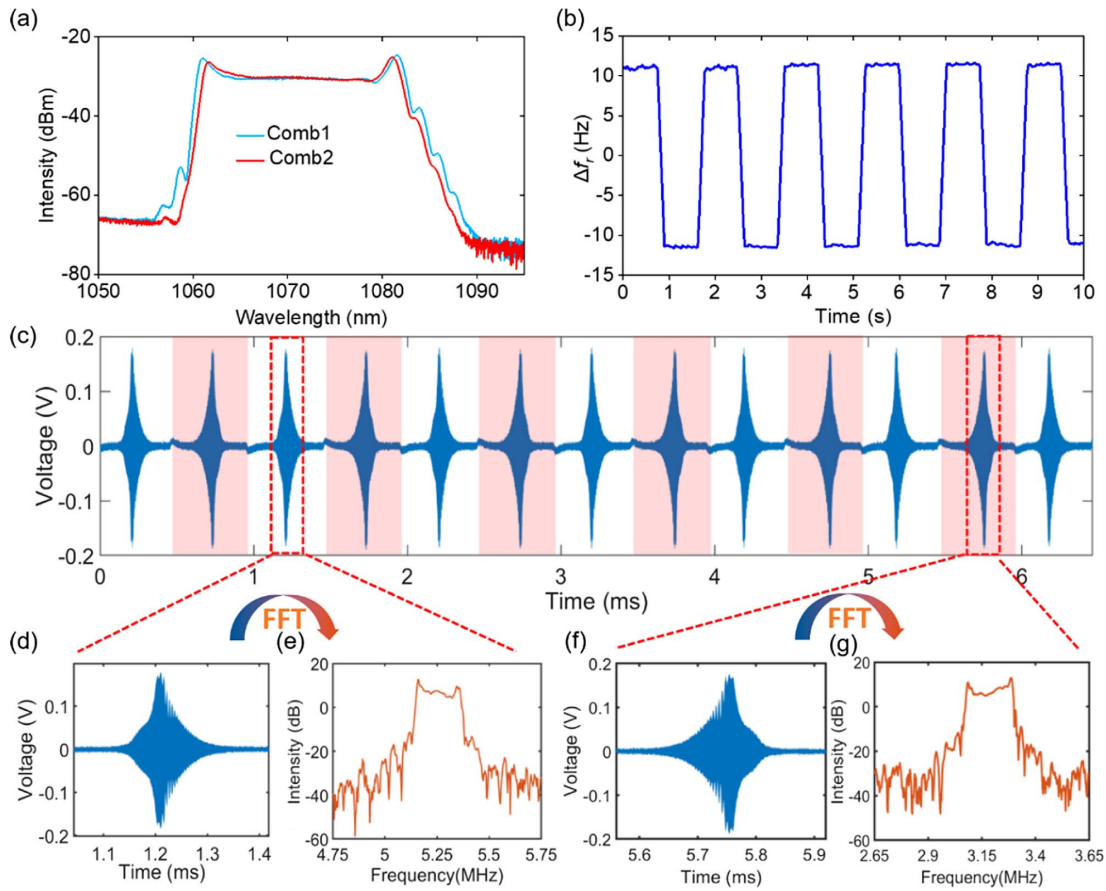 (a)
-20
-40
-60
-80
Intensity (dBm)
Comb1
Comb2
1050 1060 1070 1080 1090
Wavelength (nm)
(b)
15
10
5
0
-5
-10
-15
Δfr (Hz)
0 1 2 3 4 5 6 7 8 9 10
Time (s)
(c)
0.2
0.1
0
-0.1
-0.2
Voltage (V)
0 1 2 3 4 5 6
Time (ms)
FFT
FFT
(d)
0.2
0.1
0
-0.1
-0.2
Voltage (V)
1.1 1.2 1.3 1.4
Time (ms)
(e)
20
0
-20
-40
-60
Intensity (dB)
4.75 5 5.25 5.5 5.75
Frequency(MHz)
(f)
0.2
0.1
0
-0.1
-0.2
Voltage (V)
5.6 5.7 5.8 5.9
Time (ms)
(g)
20
0
-20
-40
-60
Intensity (dB)
2.65 2.9 3.15 3.4 3.65
Frequency(MHz)